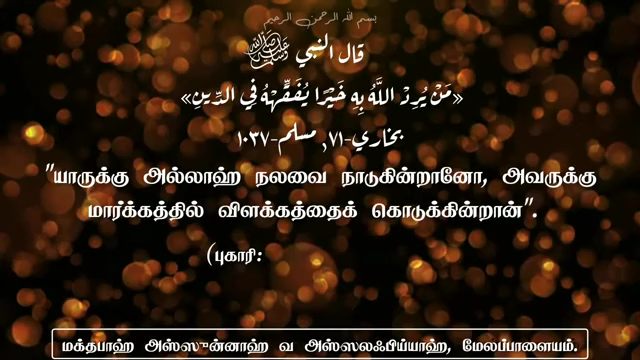 بسم الله الرحمن الرحيم
قال النبي ﷺ
«مَنْ يُرِدْ اللَّهُ بِهِ خَيْرًا يُفَقِّهْهُ فِي الدِّينِ»
بخاري-٧١, مسلم-١٠٣٧
"யாருக்கு அல்லாஹ் நலவை நாடுகின்றானோ, அவருக்கு
மார்க்கத்தில் விளக்கத்தைக் கொடுக்கின்றான்".
(புகாரி:
மக்தபாஹ் அஸ்ஸுன்னாஹ் வ அஸ்ஸலஃபிய்யாஹ், மேலப்பாளையம்.